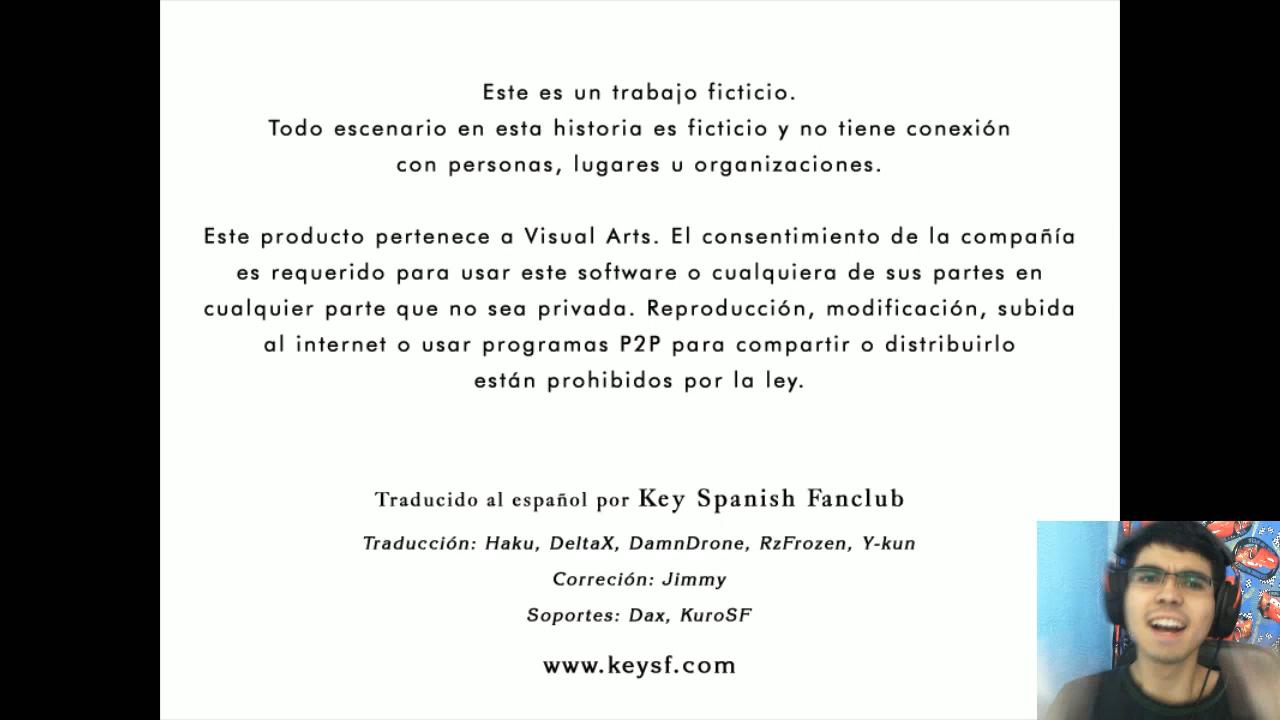 Este es un trabajo ficticio.
Todo escenario en esta historia es ficticio y no tiene conexión
con personas, lugares u organizaciones.
Este producto pertenece a Visual Arts. El consentimiento de la compañía
es requerido para usar este software o cualquiera de sus partes en
cualquier parte que no sea privada. Reproducción, modificación, subida
al internet o usar programas P2P para compartir o distribuirlo
están prohibidos por la ley.
Traducido al español por Key Spanish Fanclub
Traducción: Haku, DeltaX, DamnDrone, RzFrozen, Y-kun
Correción: Jimmy
Soportes: Dax, KuroSF
www.keysf.com